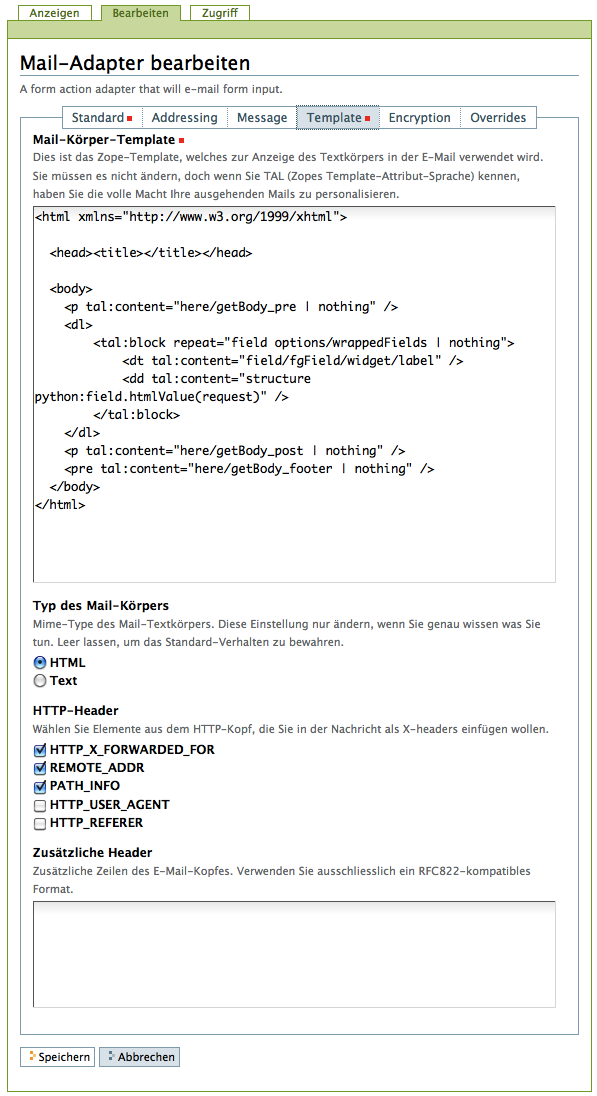 Anzeigen Bearbeiten Zugriff
Mail-Adapter bearbeiten
A form action adapter that will e-mail form input.
Standard Addressing Message Template Encryption Overrides
Mail-Körper-Template
Dies ist das Zope-Template, welches zur Anzeige des Textkörpers in der E-Mail verwendet wird.
Sie müssen es nicht ändern, doch wenn Sie TAL (Zopes Template-Attribut-Sprache) kennen,
haben Sie die volle Macht Ihre ausgehenden Mails zu personalisieren.
<html xmlns="http://www.w3.org/1999/xhtml">
<head><title></title></head>
<body>
<p tal:content="here/getBody_pre | nothing" />
<dl>
<tal:block repeat="field options/wrappedFields | nothing">
<dt tal:content="field/fgField/widget/label" />
<dd tal:content="structure
python:field.htmlValue(request)" />
</tal:block>
</dl>
<p tal:content="here/getBody_post | nothing" />
<pre tal:content="here/getBody_footer | nothing" />
</body>
</html>
Typ des Mail-Körpers
Mime-Type des Mail-Textkörpers. Diese Einstellung nur ändern, wenn Sie genau wissen was Sie
tun. Leer lassen, um das Standard-Verhalten zu bewahren.
HTML
Text
HTTP-Header
Wählen Sie Elemente aus dem HTTP-Kopf, die Sie in der Nachricht als X-headers einfügen wollen.
HTTP_X_FORWARDED_FOR
REMOTE_ADDR
PATH_INFO
HTTP_USER_AGENT
HTTP_REFERER
Zusätzliche Header
Zusätzliche Zeilen des E-Mail-Kopfes. Verwenden Sie ausschliesslich ein RFC822-kompatibles
Format.
Speichern Abbrechen